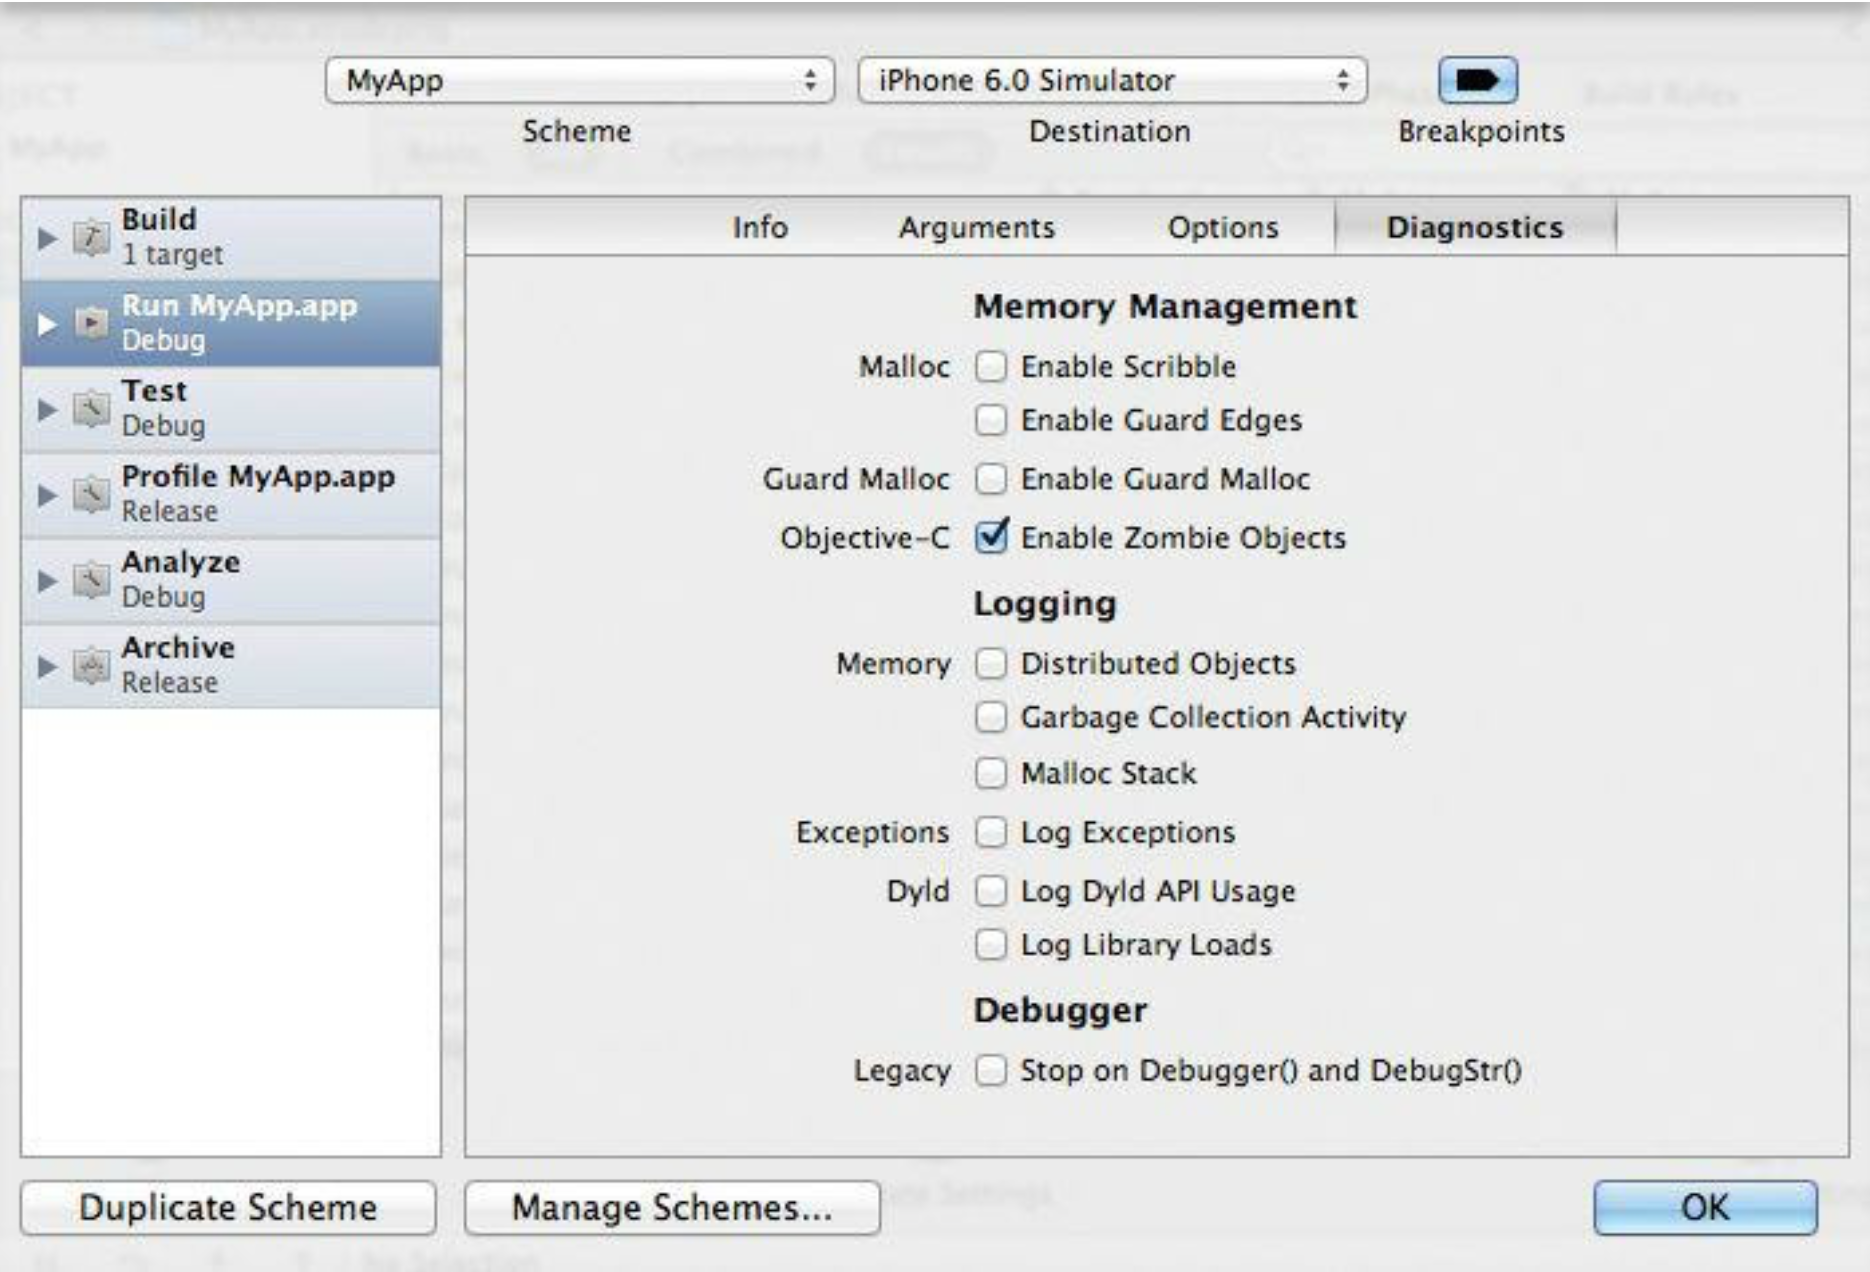 MyApp
iPhone 6.0 Simulator
Scheme
Destination
Breakpoints
Build
1 target
Run MyApp.app
Debug
Test
Debug
Profile MyApp.app
Release
Analyze
Debug
Archive
Release
Info Arguments Options Diagnostics
Memory Management
Malloc Enable Scribble
Enable Guard Edges
Guard Malloc Enable Guard Malloc
Objective-C Enable Zombie Objects
Logging
Memory Distributed Objects
Garbage Collection Activity
Malloc Stack
Exceptions Log Exceptions
Dyld Log Dyld API Usage
Log Library Loads
Debugger
Legacy Stop on Debugger() and DebugStr()
Duplicate Scheme
Manage Schemes...
OK